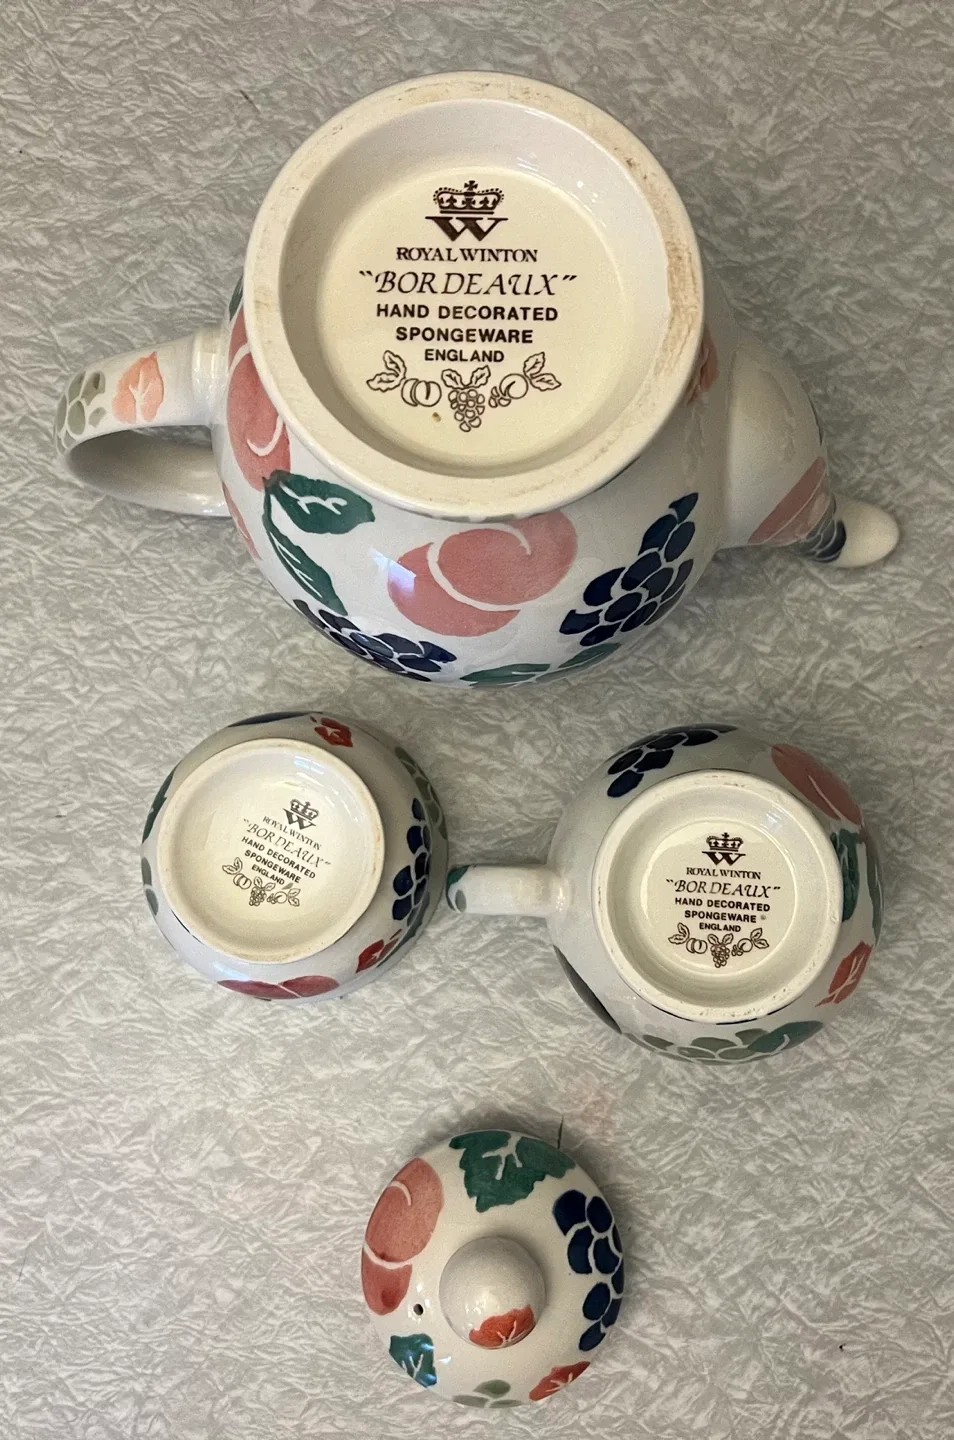 W
ROYAL WINTON
"BORDEAUX"
HAND DECORATED
SPONGEWARE
ENGLAND
W
ROYAL WINTON
"BORDEAUX"
HAND DECORATED
SPONGEWARE
ENGLAND
W
ROYAL WINTON
"BORDEAUX"
HAND DECORATED
SPONGEWARE
ENGLAND